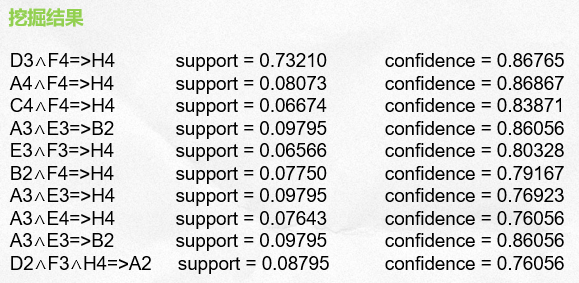 挖掘结果
D3∧F4=>H4 support = 0.73210 confidence = 0.86765
A4∧F4=>H4 support = 0.08073 confidence = 0.86867
C4∧F4=>H4 support = 0.06674 confidence = 0.83871
A3∧E3=>B2 support = 0.09795 confidence = 0.86056
E3∧F3=>H4 support = 0.06566 confidence = 0.80328
B2∧F4=>H4 support = 0.07750 confidence = 0.79167
A3∧E3=>H4 support = 0.09795 confidence = 0.76923
A3∧E4=>H4 support = 0.07643 confidence = 0.76056
A3∧E3=>B2 support = 0.09795 confidence = 0.86056
D2∧F3∧H4=>A2 support = 0.08795 confidence = 0.76056